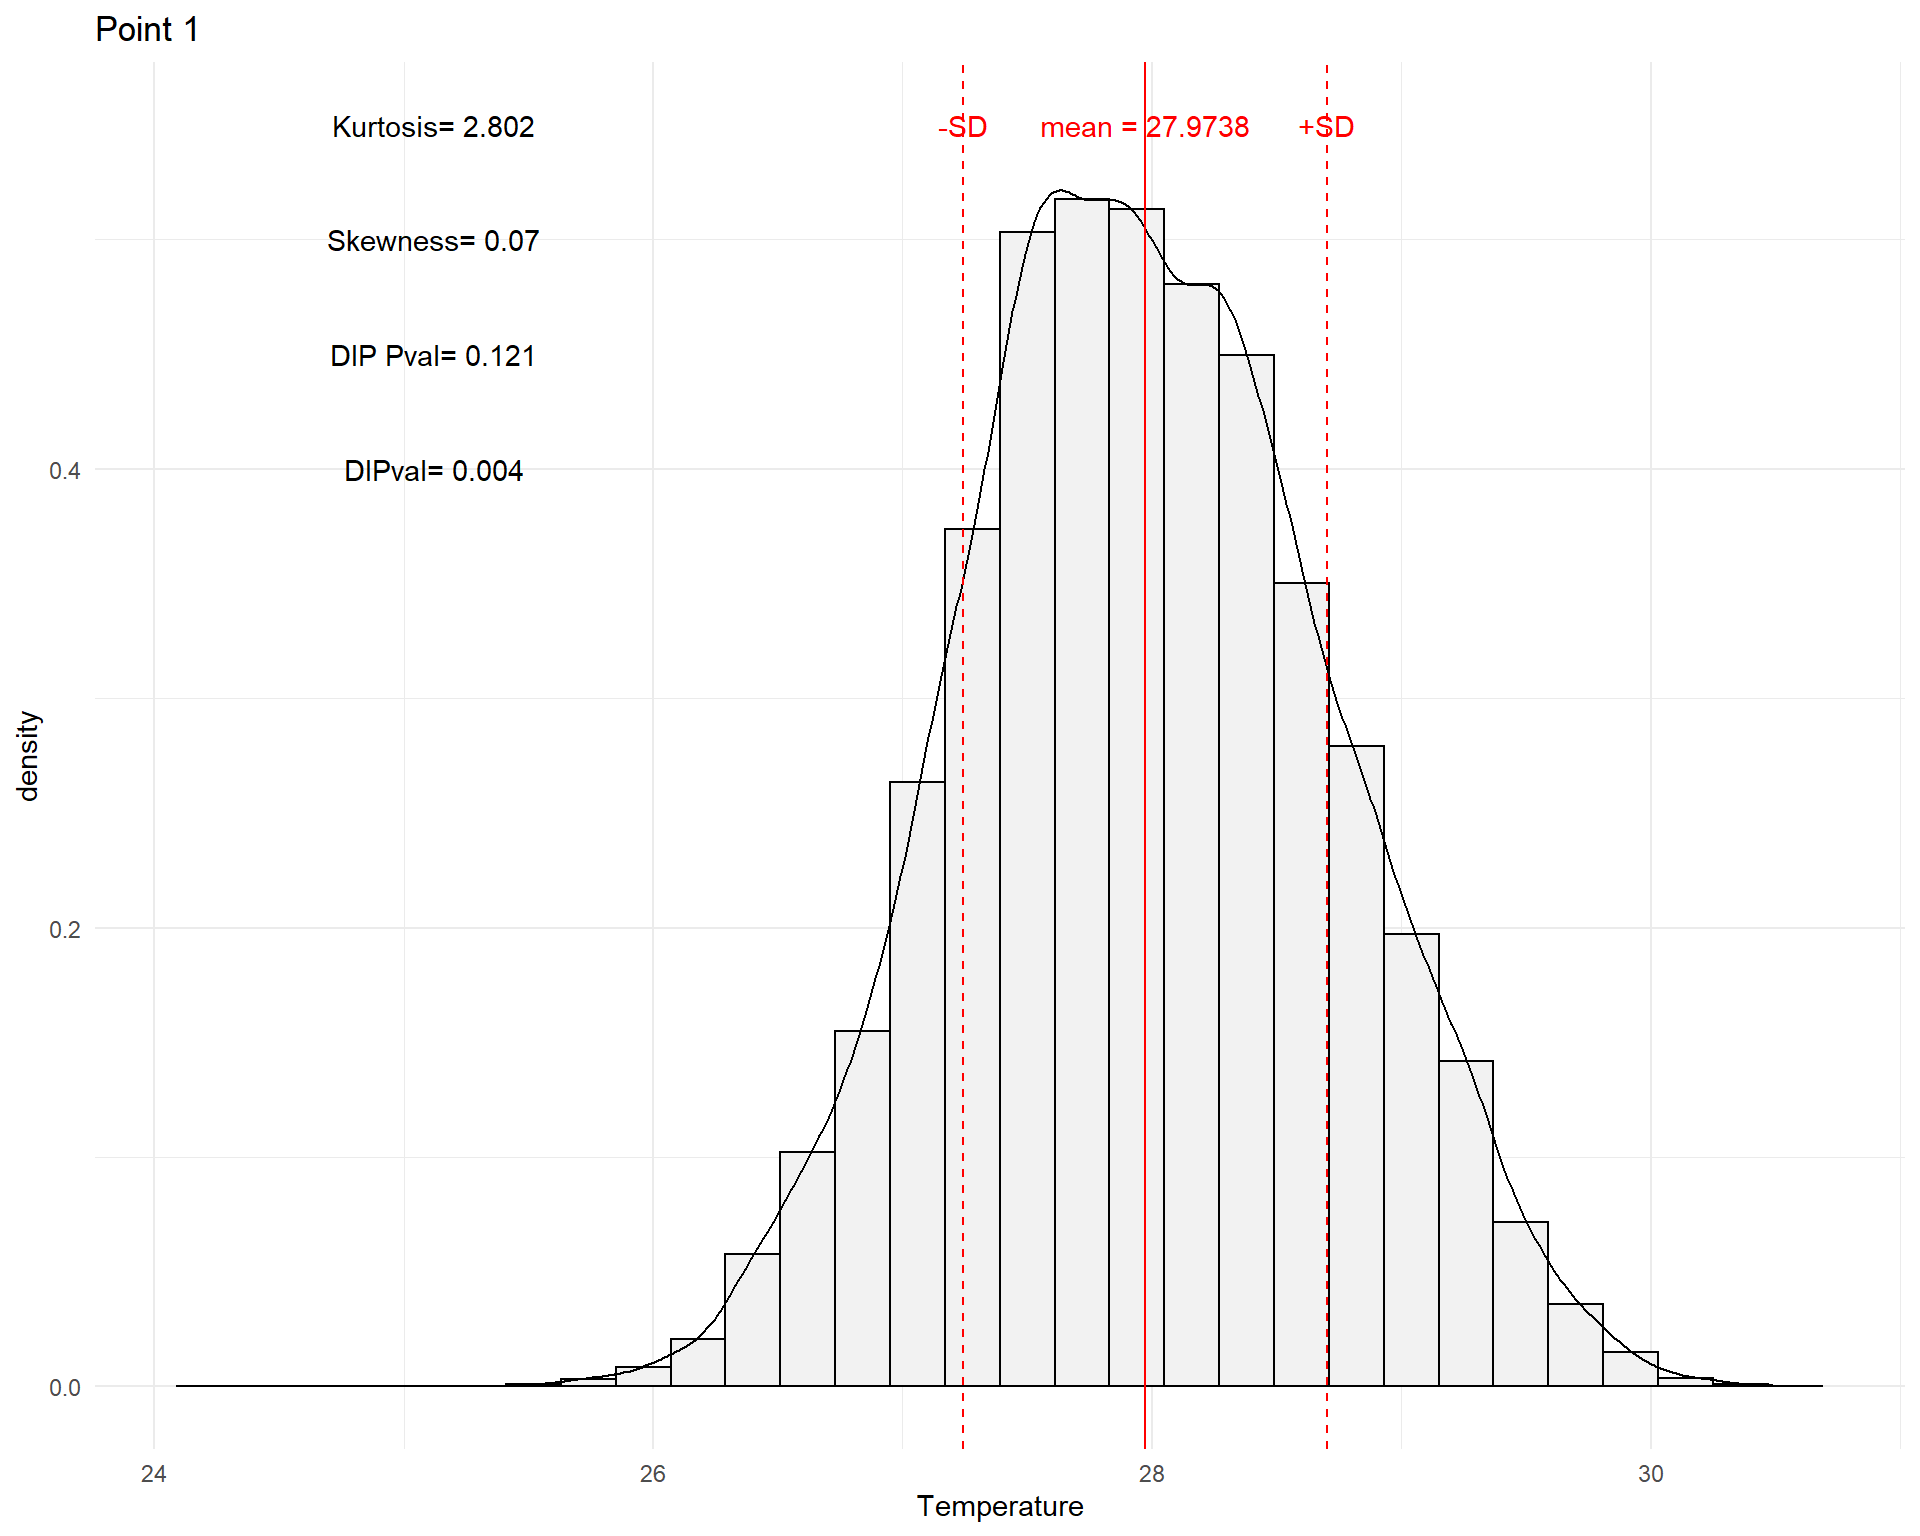 Point 1
Kurtosis= 2.802
-SD
mean = 27.9738
+SD
Skewness= 0.07
DIP Pval= 0.121
DIPval= 0.004
0.4
0.2
0.0
density
24
26
28
30
Temperature